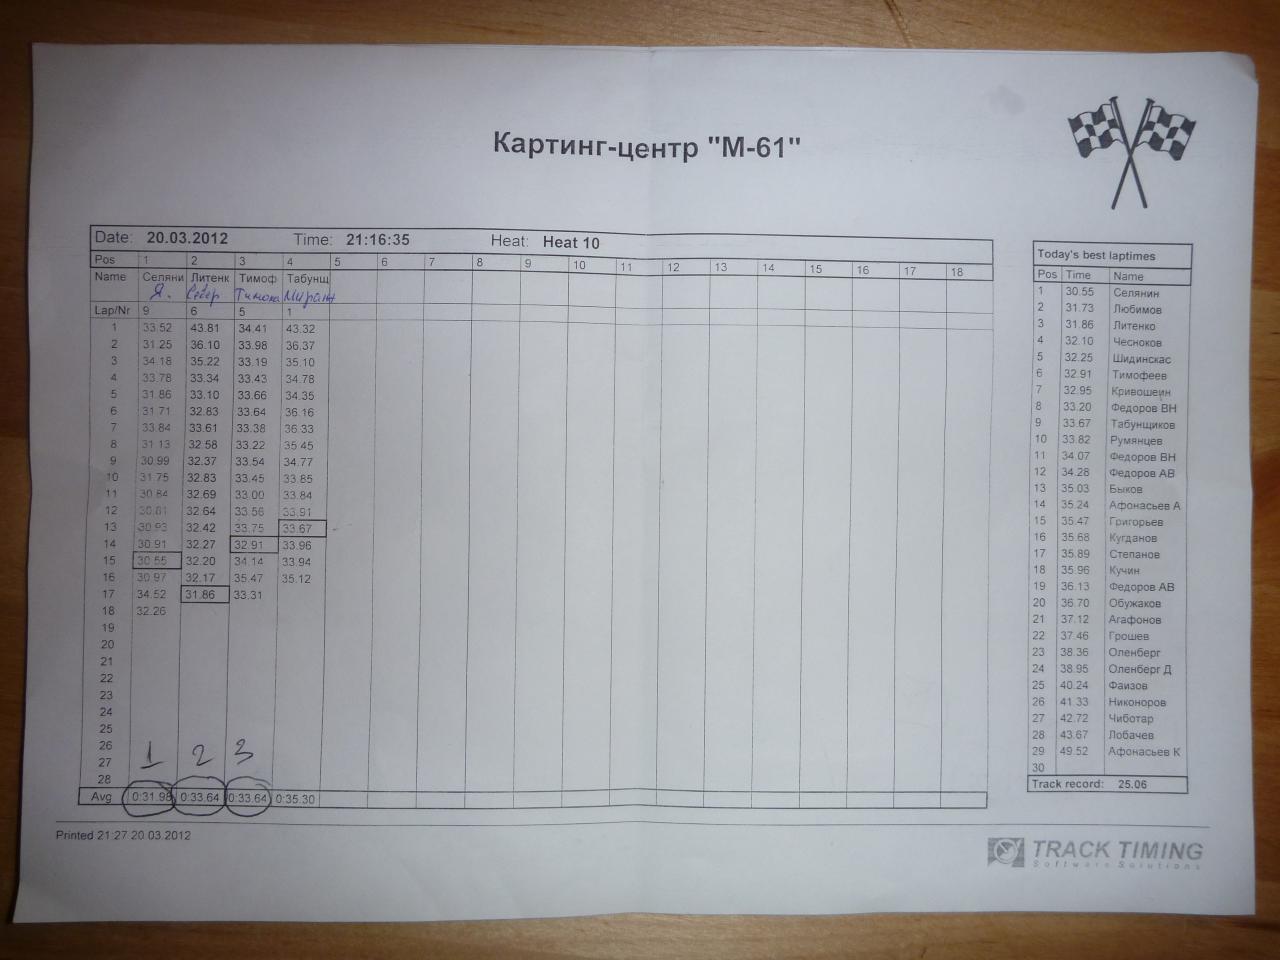 Картинг-центр "М-61"
Date: 20.03.2012 Time: 21:16:35 Heat: Heat 10
Pos 1 2 3 4 5 6 7 8 9 10 11 12 13 14 15 16 17 18
Name Селяни Литенк Тимоф Табунщ
Я. Север Тимоха Мираж
Lap/Nr 9 6 5 1
1 33.52 43.81 34.41 43.32
2 31.25 36.10 33.98 36.37
3 34.18 35.22 33.19 35.10
4 33.78 33.34 33.43 34.78
5 31.86 33.10 33.66 34.35
6 31.71 32.83 33.64 36.16
7 33.84 33.61 33.38 36.33
8 31.13 32.58 33.22 35.45
9 30.99 32.37 33.54 34.77
10 31.75 32.83 33.45 33.85
11 30.84 32.69 33.00 33.84
12 30.81 32.64 33.56 33.91
13 30.93 32.42 33.75 33.67
14 30.91 32.27 32.91 33.96
15 30.55 32.20 34.14 33.94
16 30.97 32.17 35.47 35.12
17 34.52 31.86 33.31
18 32.26
19
20
21
22
23
24
25
26
27
28
1 2 3
Avg 0:31.98 0:33.64 0:33.64 0:35.30
Printed 21:27 20.03.2012
Today's best laptimes
Pos Time Name
1 30.55 Селянин
2 31.73 Любимов
3 31.86 Литенко
4 32.10 Чесноков
5 32.25 Шидинскас
6 32.91 Тимофеев
7 32.95 Кривошеин
8 33.20 Федоров ВН
9 33.67 Табунщиков
10 33.82 Румянцев
11 34.07 Федоров ВН
12 34.28 Федоров АВ
13 35.03 Быков
14 35.24 Афонасьев А
15 35.47 Григорьев
16 35.68 Кугданов
17 35.89 Степанов
18 35.96 Кучин
19 36.13 Федоров АВ
20 36.70 Обужаков
21 37.12 Агафонов
22 37.46 Грошев
23 38.36 Оленберг
24 38.95 Оленберг Д
25 40.24 Фаизов
26 41.33 Никоноров
27 42.72 Чиботар
28 43.67 Лобачев
29 49.52 Афонасьев К
30
Track record: 25.06
TRACK TIMING
Software Solutions